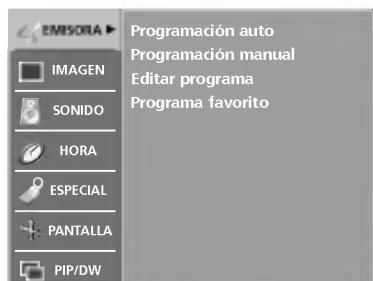 EMISORA
IMAGEN
SONIDO
HORA
ESPECIAL
PANTALLA
PIP/DW
Programación auto
Programación manual
Editar programa
Programa favorito